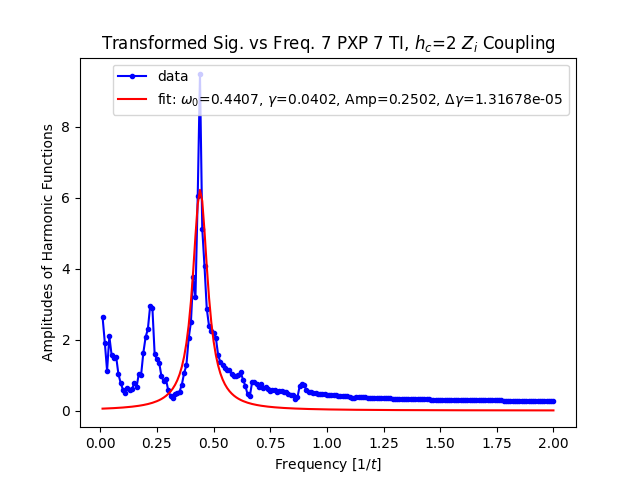 Transformed Sig. vs Freq. 7 PXP 7 TI, $h_c$=2 $Z_i$ Coupling
data
fit: $\omega_0$=0.4407, $\gamma$=0.0402, Amp=0.2502, $\Delta\gamma$=1.31678e-05
Amplitudes of Harmonic Functions
8
6
4
2
0
0.00 0.25 0.50 0.75 1.00 1.25 1.50 1.75 2.00
Frequency [1/$t$]